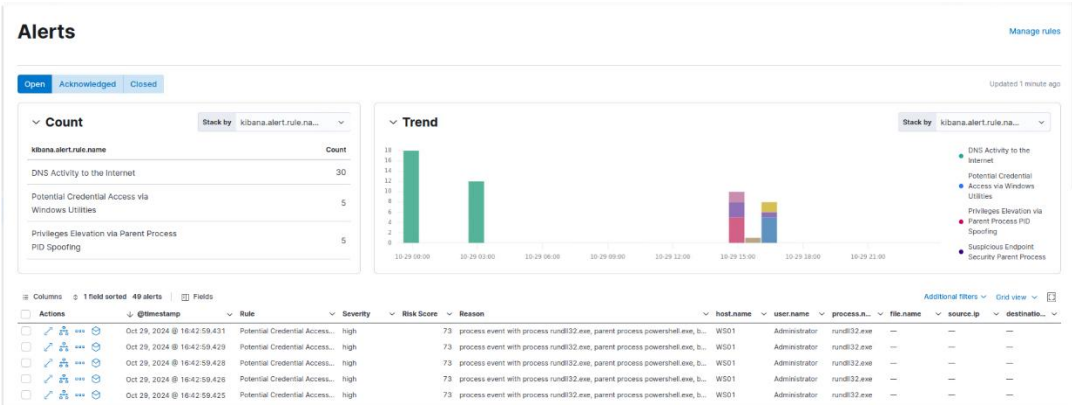 Alerts
Manage rules
Open Acknowledged Closed
Updated 1 minute ago
Count
Stack by kibana.alert.rule.na...
kibana.alert.rule.name Count
DNS Activity to the Internet 30
Potential Credential Access via
Windows Utilities 5
Privileges Elevation via Parent Process
PID Spoofing 5
Trend
Stack by kibana.alert.rule.na...
18
16
14
12
10
8
6
4
2
0
10-29 00:00 10-29 03:00 10-29 06:00 10-29 09:00 10-29 12:00 10-29 15:00 10-29 18:00 10-29 21:00
DNS Activity to the
Internet
Potential Credential
Access via Windows
Utilities
Privileges Elevation via
Parent Process PID
Spoofing
Suspicious Endpoint
Security Parent Process
Columns 1 field sorted 49 alerts Fields
Additional filters Grid view
Actions @timestamp Rule Severity Risk Score Reason host.name user.name process.n... file.name source.ip destinatio...
Oct 29, 2024 @ 16:42:59.431 Potential Credential Access... high 73 process event with process rundll32.exe, parent process powershell.exe, b... WS01 Administrator rundll32.exe — — —
Oct 29, 2024 @ 16:42:59.429 Potential Credential Access... high 73 process event with process rundll32.exe, parent process powershell.exe, b... WS01 Administrator rundll32.exe — — —
Oct 29, 2024 @ 16:42:59.428 Potential Credential Access... high 73 process event with process rundll32.exe, parent process powershell.exe, b... WS01 Administrator rundll32.exe — — —
Oct 29, 2024 @ 16:42:59.426 Potential Credential Access... high 73 process event with process rundll32.exe, parent process powershell.exe, b... WS01 Administrator rundll32.exe — — —
Oct 29, 2024 @ 16:42:59.425 Potential Credential Access... high 73 process event with process rundll32.exe, parent process powershell.exe, b... WS01 Administrator rundll32.exe — — —